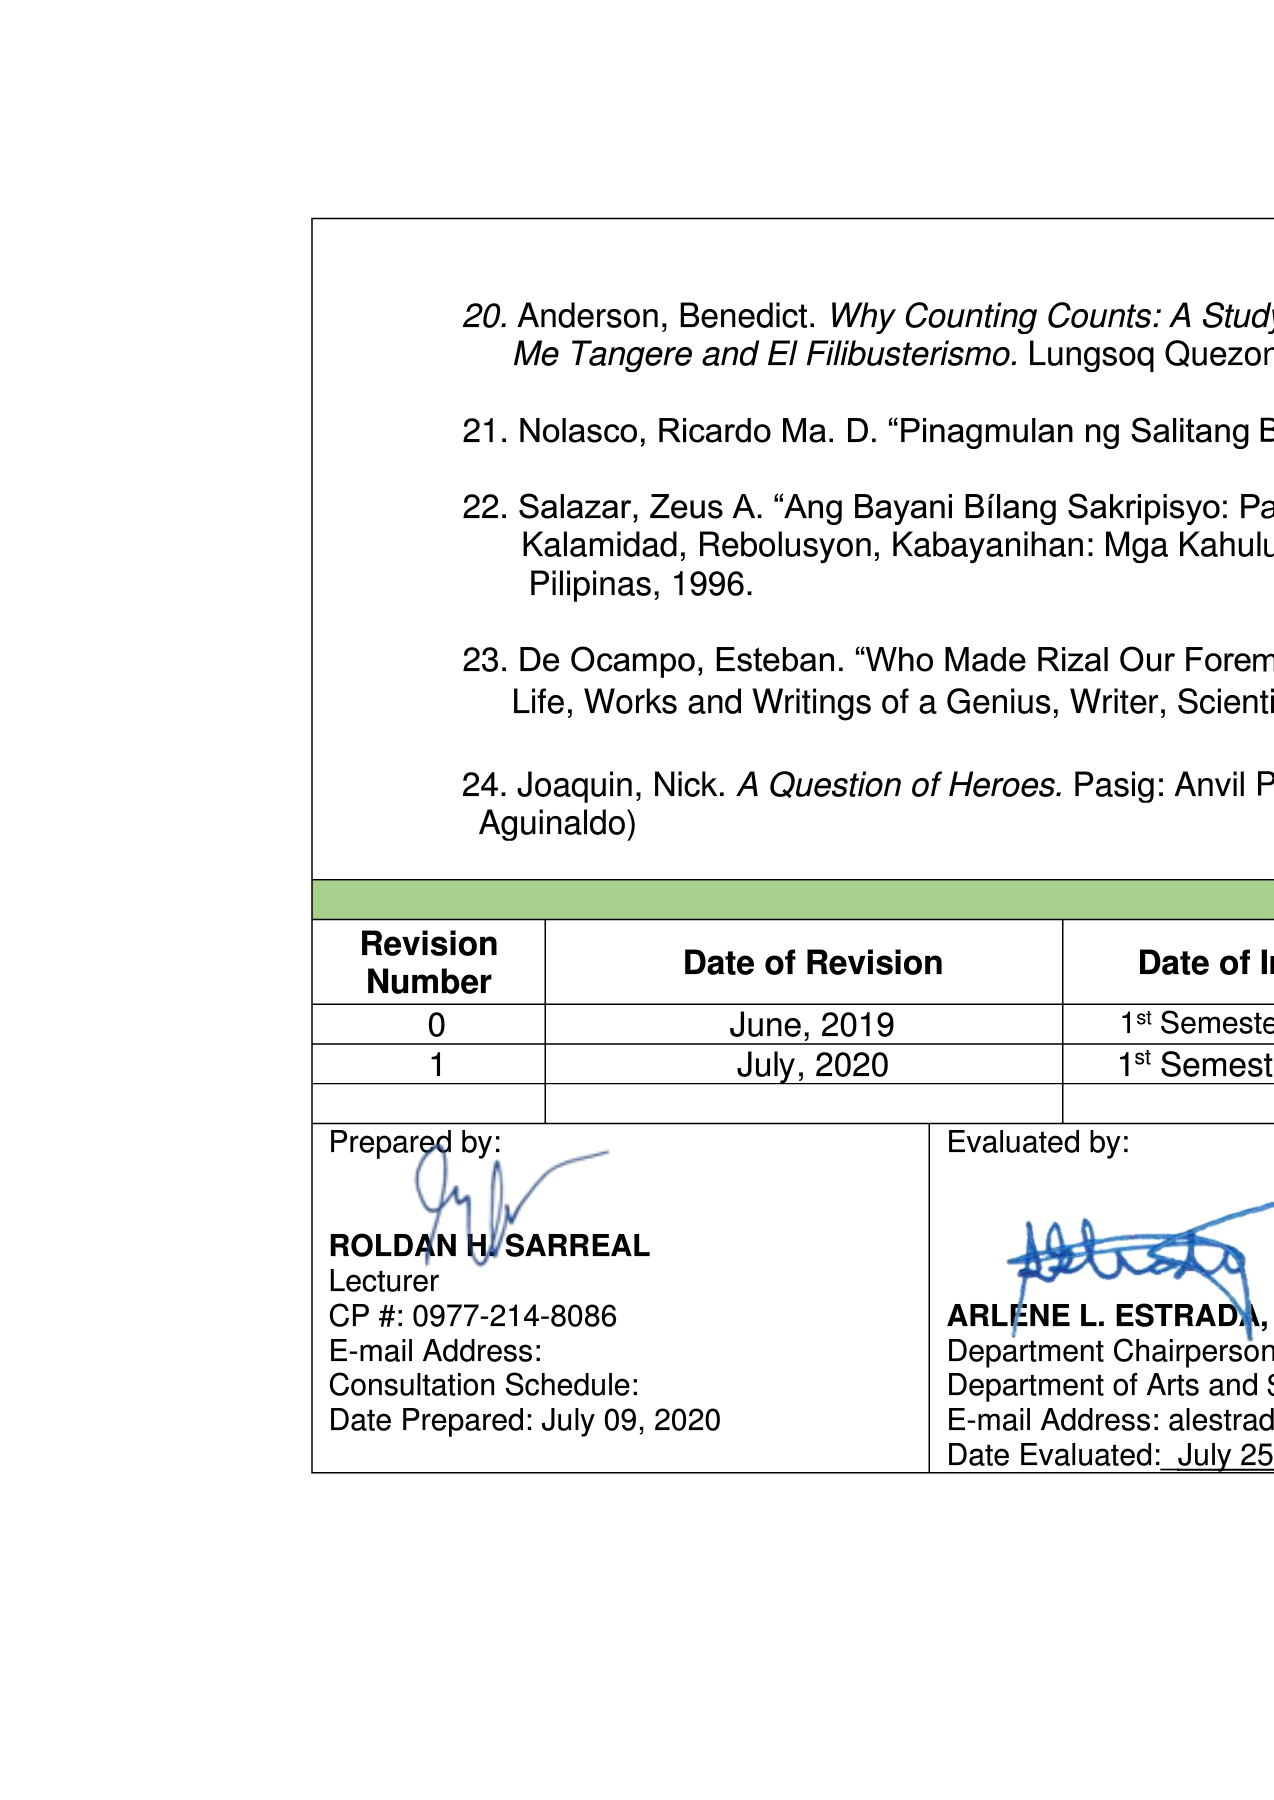 20. Anderson, Benedict. Why Counting Counts: A Study
Me Tangere and El Filibusterismo. Lungsoq Quezon
21. Nolasco, Ricardo Ma. D. “Pinagmulan ng Salitang B
22. Salazar, Zeus A. “Ang Bayani Bílang Sakripisyo: Pa
Kalamidad, Rebolusyon, Kabayanihan: Mga Kahulu
Pilipinas, 1996.
23. De Ocampo, Esteban. “Who Made Rizal Our Forem
Life, Works and Writings of a Genius, Writer, Scienti
24. Joaquin, Nick. A Question of Heroes. Pasig: Anvil P
Aguinaldo)
Revision Number Date of Revision Date of I
0 June, 2019 1st Semeste
1 July, 2020 1st Semest
Prepared by:
ROLDAN H. SARREAL
Lecturer
CP #: 0977-214-8086
E-mail Address:
Consultation Schedule:
Date Prepared: July 09, 2020
Evaluated by:
ARLENE L. ESTRADA,
Department Chairperson
Department of Arts and S
E-mail Address: alestrad
Date Evaluated: July 25